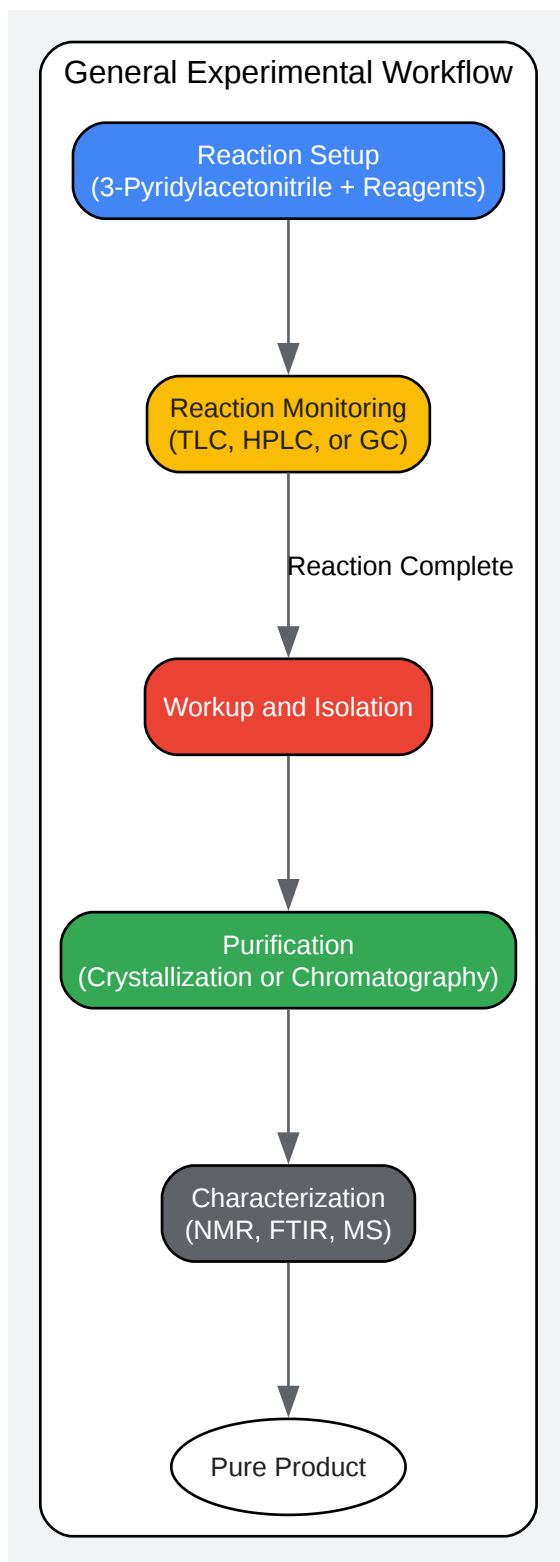 General Experimental Workflow
Reaction Setup
(3-Pyridylacetonitrile + Reagents)
Reaction Monitoring
(TLC, HPLC, or GC)
Reaction Complete
Workup and Isolation
Purification
(Crystallization or Chromatography)
Characterization
(NMR, FTIR, MS)
Pure Product